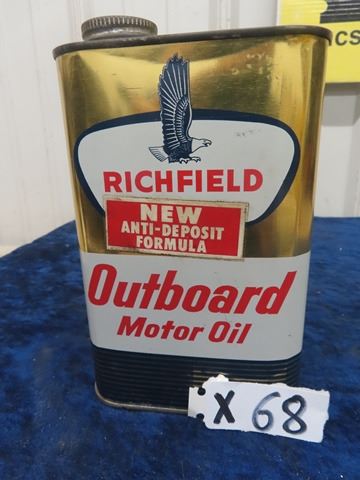 RICHFIELD
NEW
ANTI-DEPOSIT
FORMULA
Outboard
Motor Oil
X 68